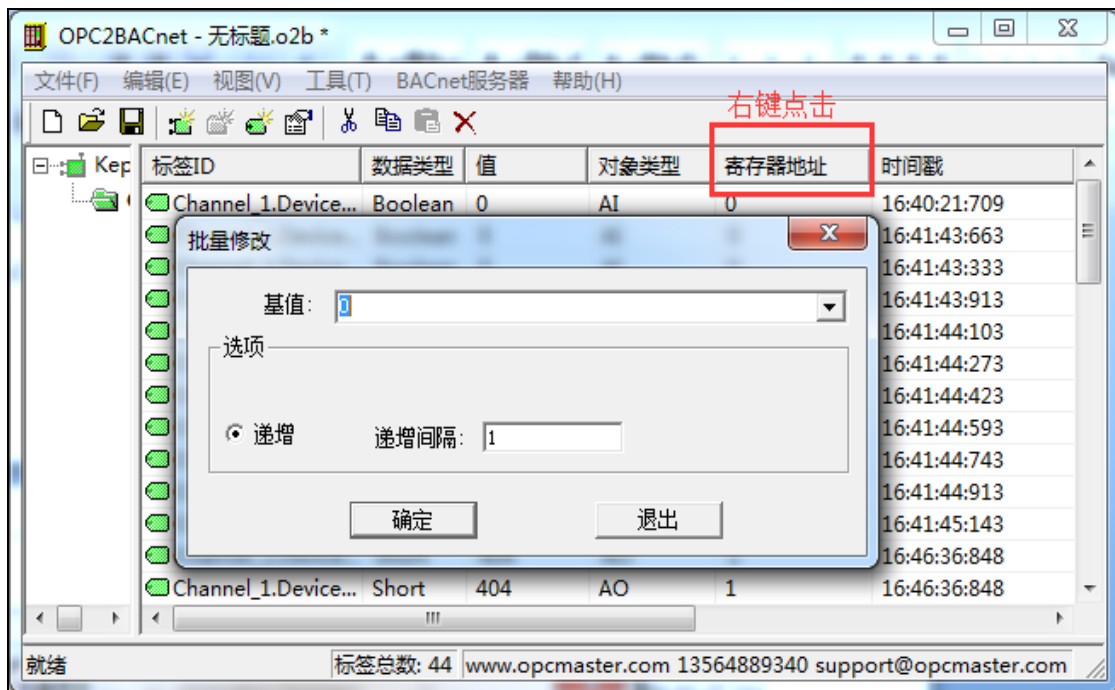 OPC2BACnet - 无标题.o2b *
文件(F) 编辑(E) 视图(V) 工具(T) BACnet服务器 帮助(H)
右键点击
Kep 标签ID 数据类型 值 对象类型 寄存器地址 时间戳
Channel_1.Device... Boolean 0 AI 0 16:40:21:709
批量修改
16:41:43:663
16:41:43:333
基值: 0
16:41:43:913
16:41:44:103
选项
16:41:44:273
16:41:44:423
递增 递增间隔: 1
16:41:44:593
16:41:44:743
16:41:44:913
确定 退出
16:41:45:143
16:46:36:848
Channel_1.Device... Short 404 AO 1 16:46:36:848
就绪 标签总数: 44 www.opcmaster.com 13564889340 support@opcmaster.com